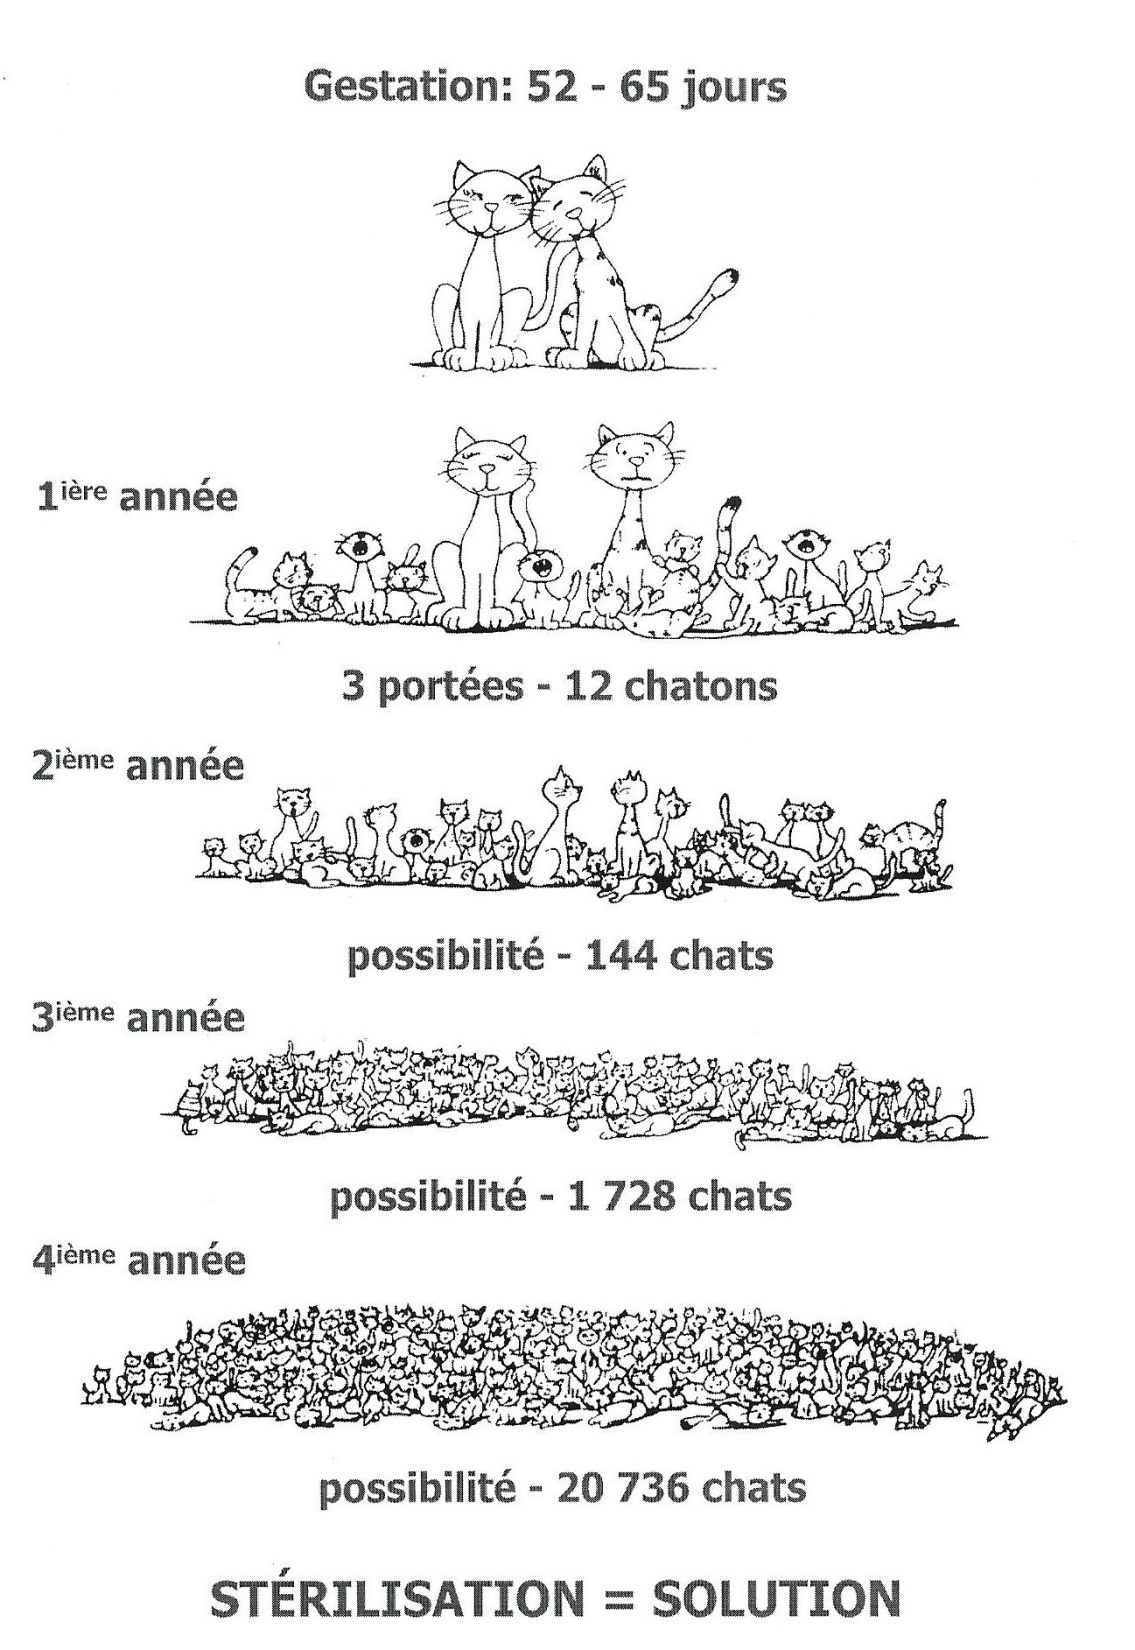 Gestation: 52 - 65 jours
1ière année
3 portées - 12 chatons
2ième année
possibilité - 144 chats
3ième année
possibilité - 1 728 chats
4ième année
possibilité - 20 736 chats
STÉRILISATION = SOLUTION